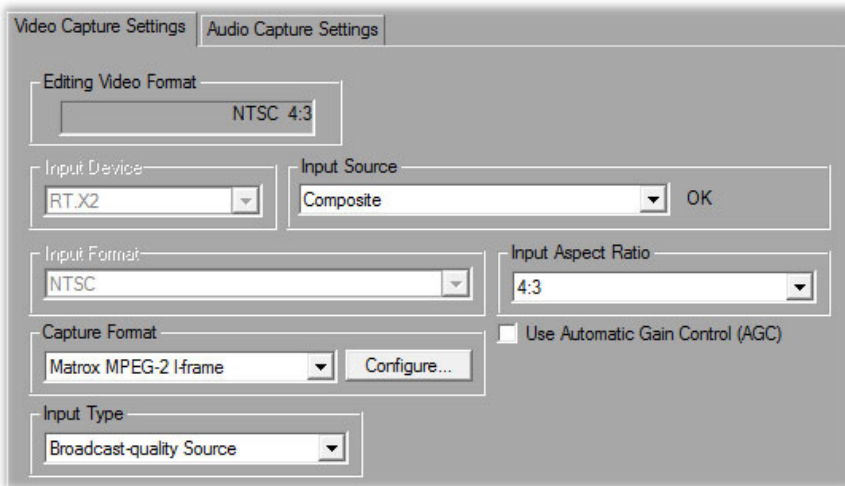 Video Capture Settings Audio Capture Settings
Editing Video Format
NTSC 4:3
Input Device Input Source
RT.X2 Composite OK
Input Format Input Aspect Ratio
NTSC 4:3
Capture Format Use Automatic Gain Control (AGC)
Matrox MPEG-2 I-frame Configure...
Input Type
Broadcast-quality Source